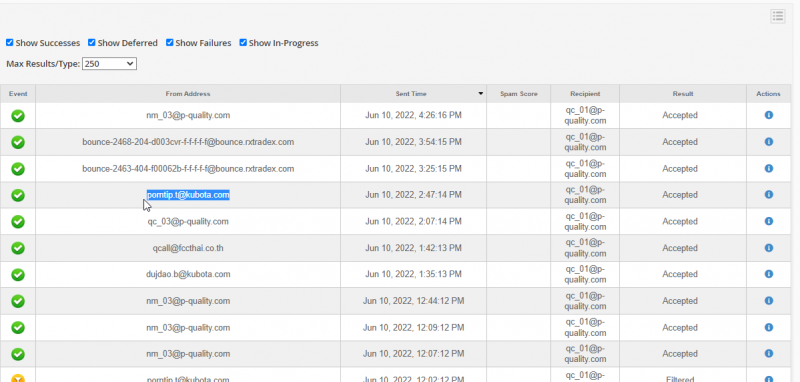 Show Successes Show Deferred Show Failures Show In-Progress
Max Results/Type: 250
Event From Address Sent Time Spam Score Recipient Result Actions
nm_03@p-quality.com Jun 10, 2022, 4:26:16 PM qc_01@p-quality.com Accepted
bounce-2468-204-d003cvr-f-f-f-f-f@bounce.rxtradex.com Jun 10, 2022, 3:54:15 PM qc_01@p-quality.com Accepted
bounce-2463-404-f00062b-f-f-f-f-f@bounce.rxtradex.com Jun 10, 2022, 3:25:15 PM qc_01@p-quality.com Accepted
porntip.t@kubota.com Jun 10, 2022, 2:47:14 PM qc_01@p-quality.com Accepted
qc_03@p-quality.com Jun 10, 2022, 2:07:14 PM qc_01@p-quality.com Accepted
qcall@fccthai.co.th Jun 10, 2022, 1:42:13 PM qc_01@p-quality.com Accepted
dujdao.b@kubota.com Jun 10, 2022, 1:35:13 PM qc_01@p-quality.com Accepted
nm_03@p-quality.com Jun 10, 2022, 12:44:12 PM qc_01@p-quality.com Accepted
nm_03@p-quality.com Jun 10, 2022, 12:09:12 PM qc_01@p-quality.com Accepted
nm_03@p-quality.com Jun 10, 2022, 12:07:12 PM qc_01@p-quality.com Accepted
porntip.t@kubota.com Jun 10, 2022, 12:02:12 PM qc_01@p- Filtered